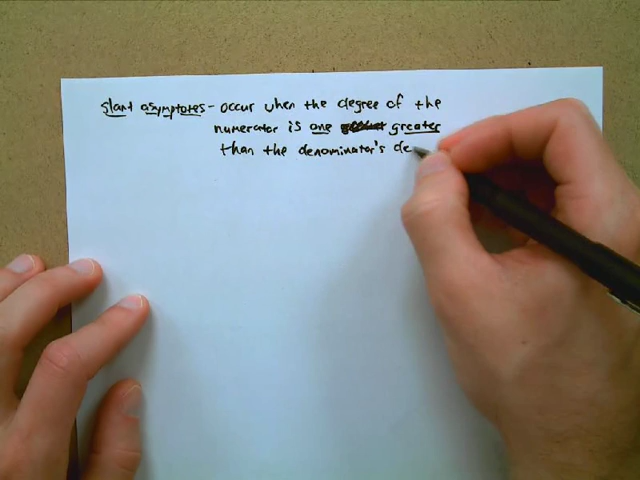 slant asymptotes - occur when the degree of the
numerator is one greater
than the denominator's de